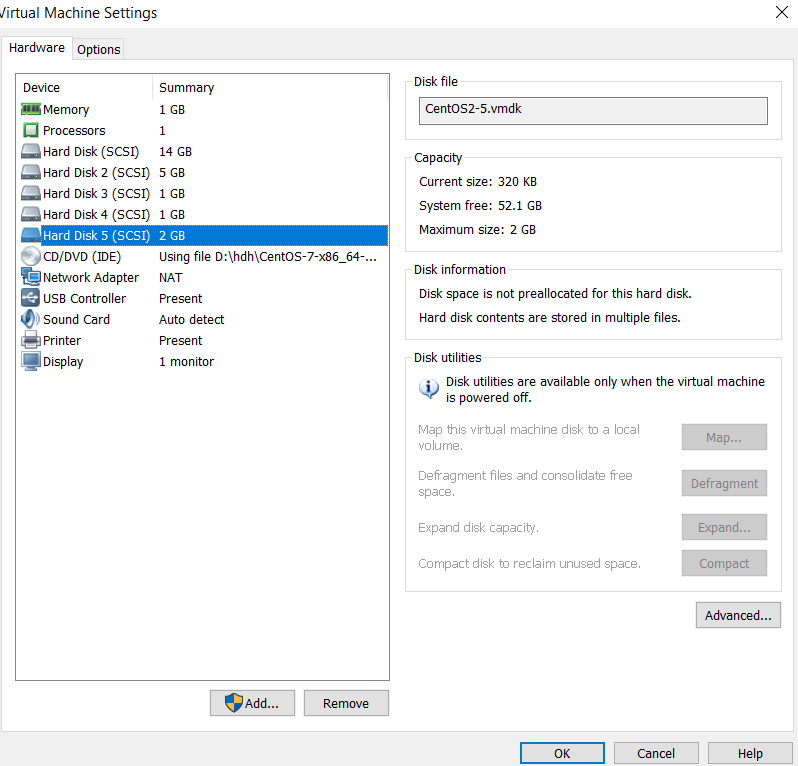 Virtual Machine Settings
Hardware
Options
Device Summary
Memory 1 GB
Processors 1
Hard Disk (SCSI) 14 GB
Hard Disk 2 (SCSI) 5 GB
Hard Disk 3 (SCSI) 1 GB
Hard Disk 4 (SCSI) 1 GB
Hard Disk 5 (SCSI) 2 GB
CD/DVD (IDE) Using file D:\hdh\CentOS-7-x86_64-...
Network Adapter NAT
USB Controller Present
Sound Card Auto detect
Printer Present
Display 1 monitor
Add...
Remove
Disk file
CentOS2-5.vmdk
Capacity
Current size: 320 KB
System free: 52.1 GB
Maximum size: 2 GB
Disk information
Disk space is not preallocated for this hard disk.
Hard disk contents are stored in multiple files.
Disk utilities
Disk utilities are available only when the virtual machine
is powered off.
Map this virtual machine disk to a local
volume.
Map...
Defragment files and consolidate free
space.
Defragment
Expand disk capacity.
Expand...
Compact disk to reclaim unused space.
Compact
Advanced...
OK
Cancel
Help